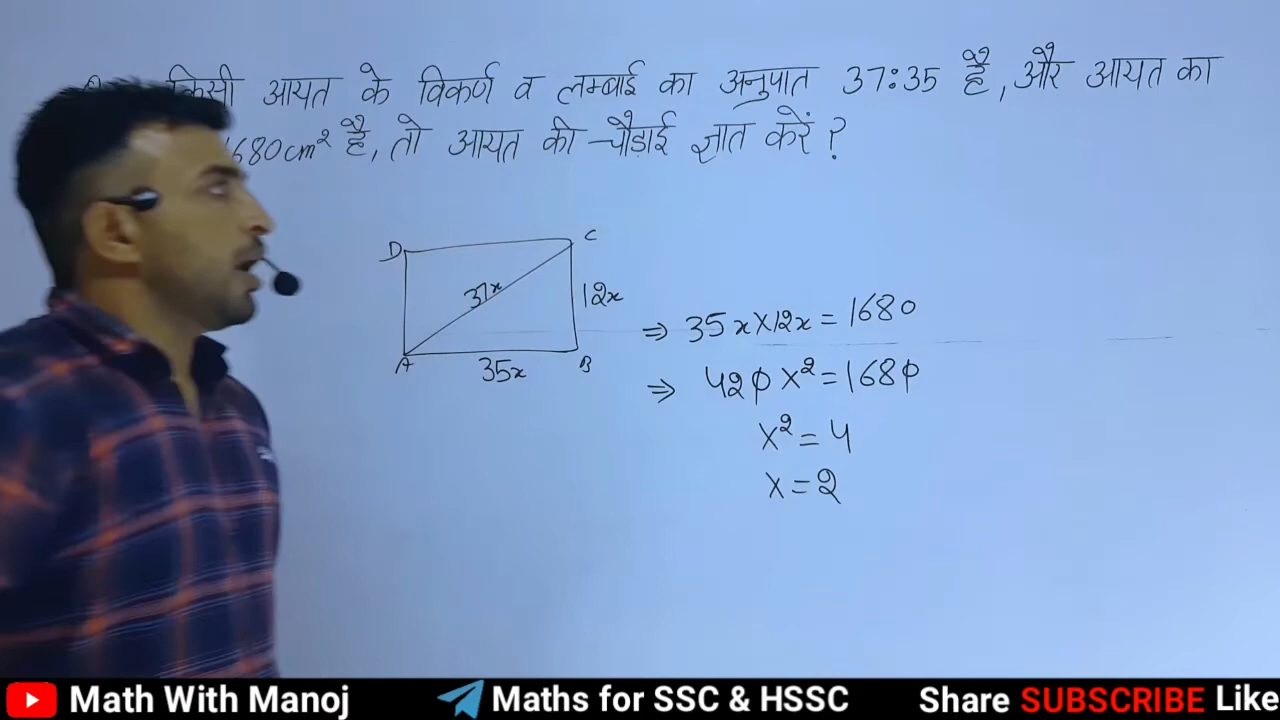 किसी आयत के विकर्ण व लम्बाई का अनुपात 37:35 है, और आयत का
1680cm² है, तो आयत की चौड़ाई ज्ञात करें ?
D C
37x
12x
A 35x B
⇒ 35x×12x=1680
⇒ 420x²=1680
x²=4
x=2
Math With Manoj Maths for SSC & HSSC Share SUBSCRIBE Like